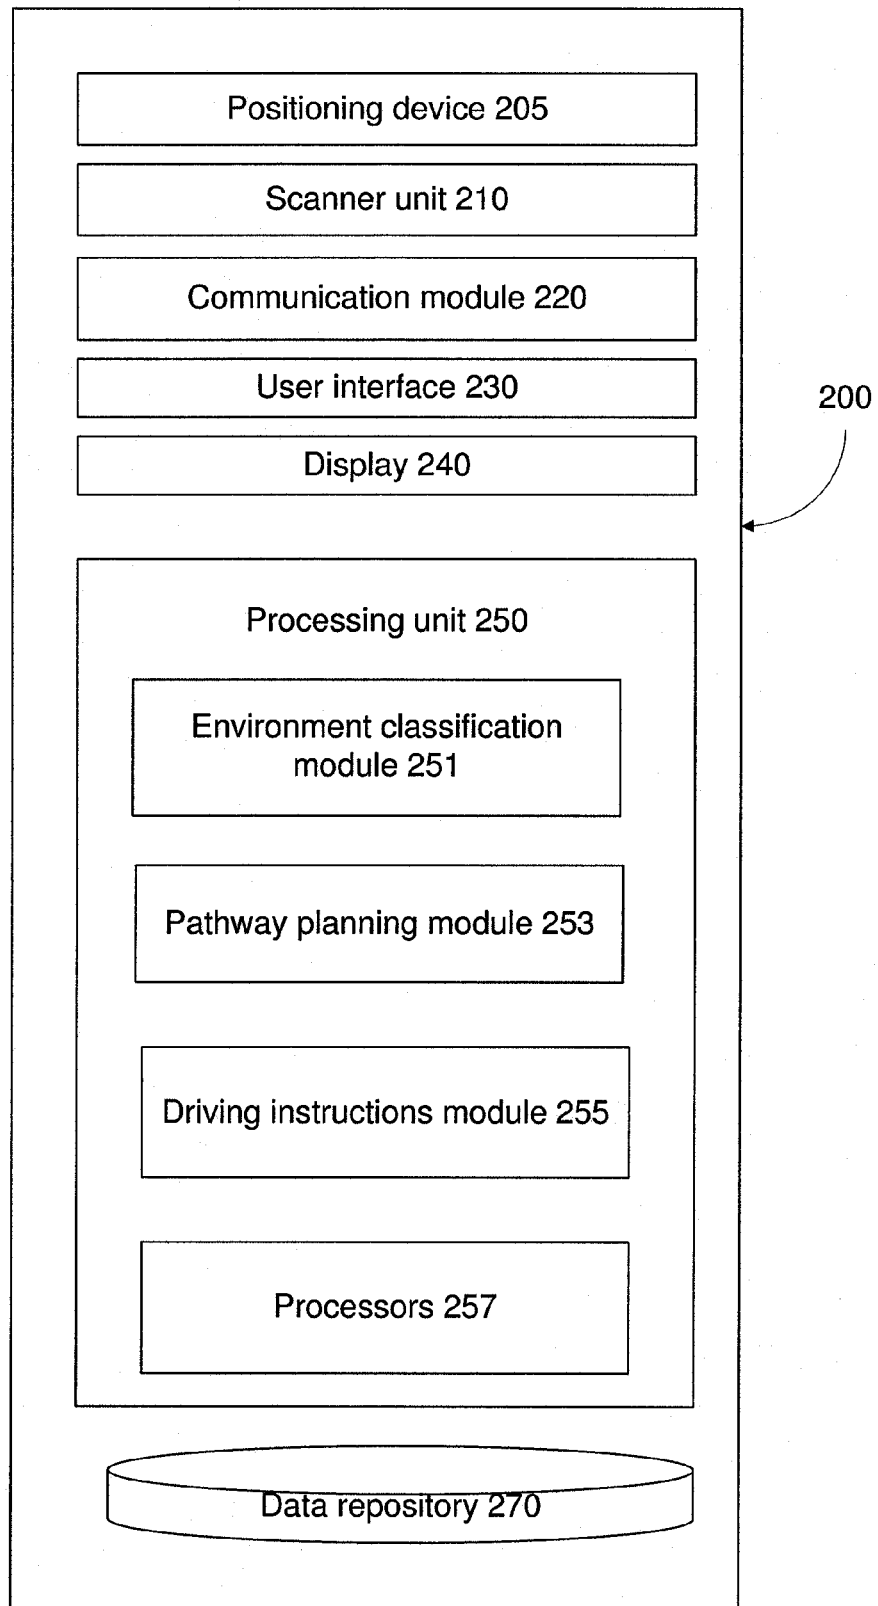 Positioning device 205
Scanner unit 210
Communication module 220
User interface 230
200
Display 240
Processing unit 250
Environment classification
module 251
Pathway planning module 253
Driving instructions module 255
Processors 257
Data repository 270